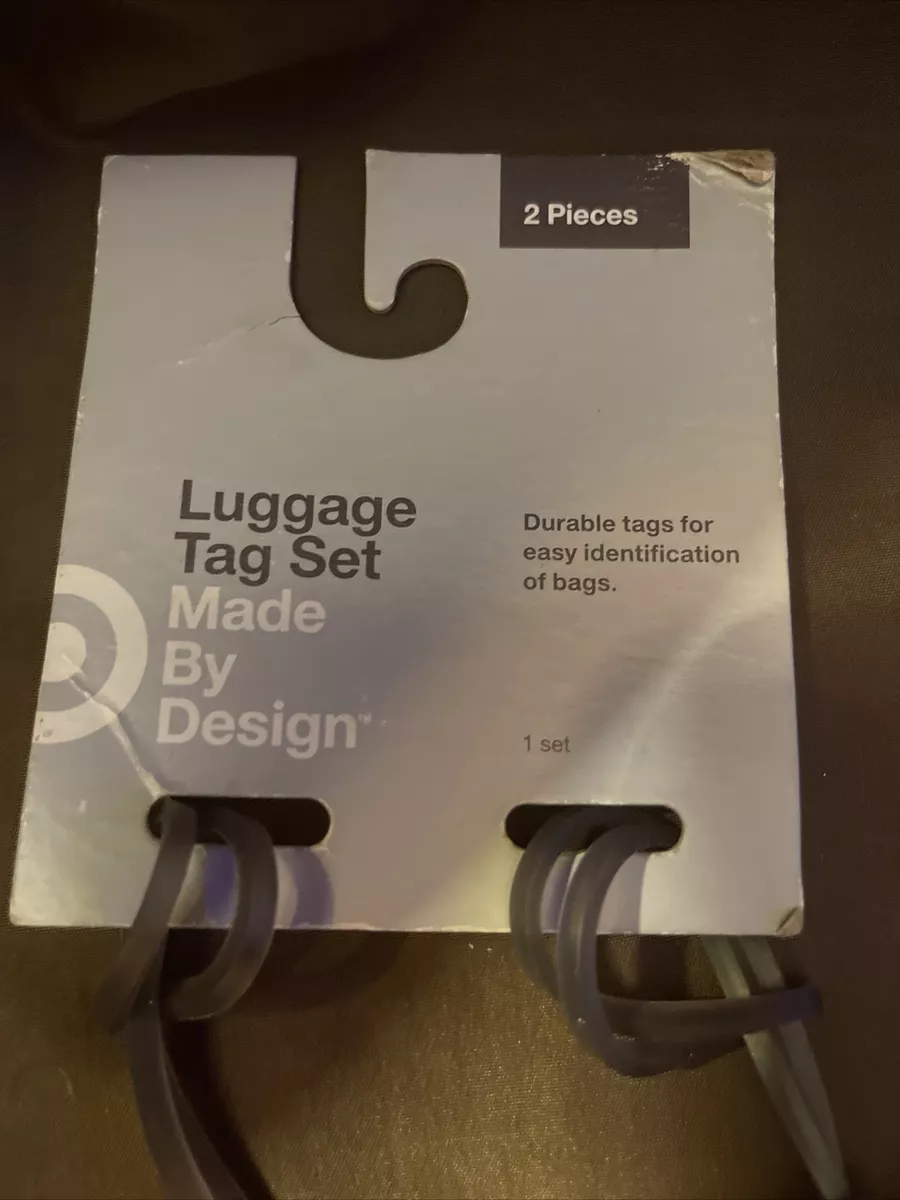 2 Pieces
Luggage
Tag Set
Made
By
Design™
Durable tags for
easy identification
of bags.
1 set